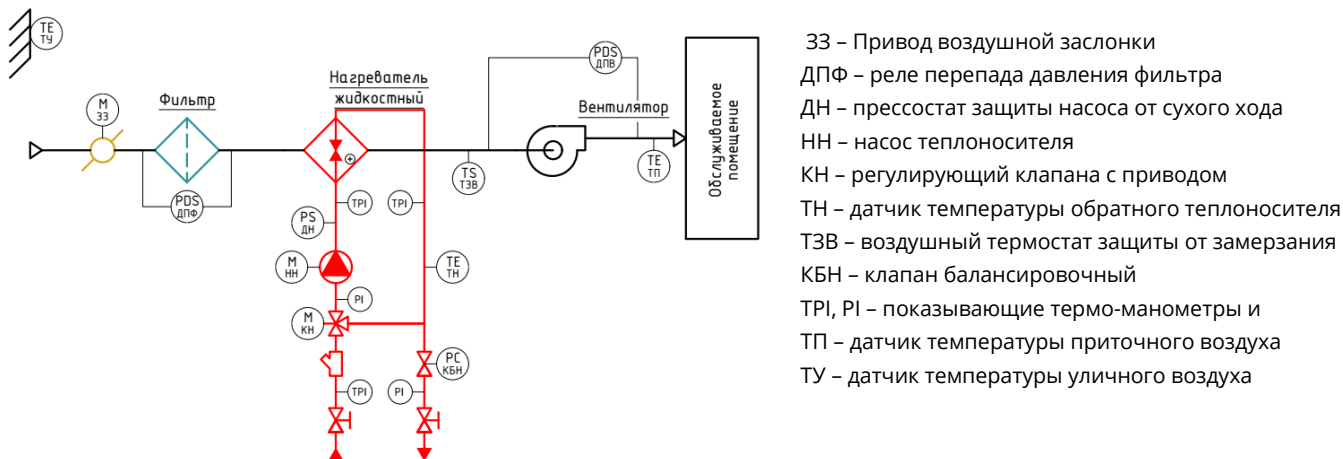 TE
ТУ
M
ЗЗ
Фильтр
PDS
ДПФ
Нагреватель
жидкостный
TPI
TPI
PS
ДН
M
НН
TE
ТН
PI
M
КН
PC
КБН
TPI
PI
TS
ТЗВ
PDS
ДПВ
Вентилятор
TE
ТП
Обслуживаемое
помещение
ЗЗ – Привод воздушной заслонки
ДПФ – реле перепада давления фильтра
ДН – прессостат защиты насоса от сухого хода
НН – насос теплоносителя
КН – регулирующий клапана с приводом
ТН – датчик температуры обратного теплоносителя
ТЗВ – воздушный термостат защиты от замерзания
КБН – клапан балансировочный
TPI, PI – показывающие термо-манометры и
ТП – датчик температуры приточного воздуха
ТУ – датчик температуры уличного воздуха